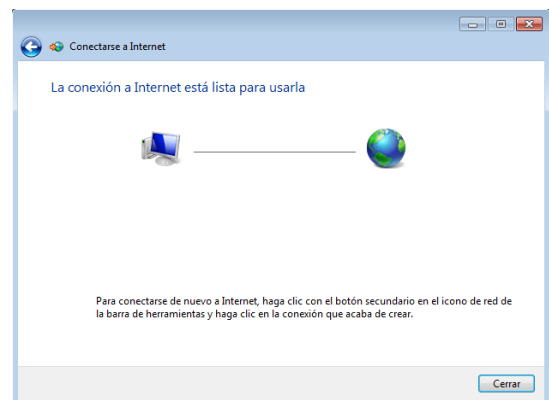 Conectarse a Internet
La conexión a Internet está lista para usarla
Para conectarse de nuevo a Internet, haga clic con el botón secundario en el icono de red de
la barra de herramientas y haga clic en la conexión que acaba de crear.
Cerrar